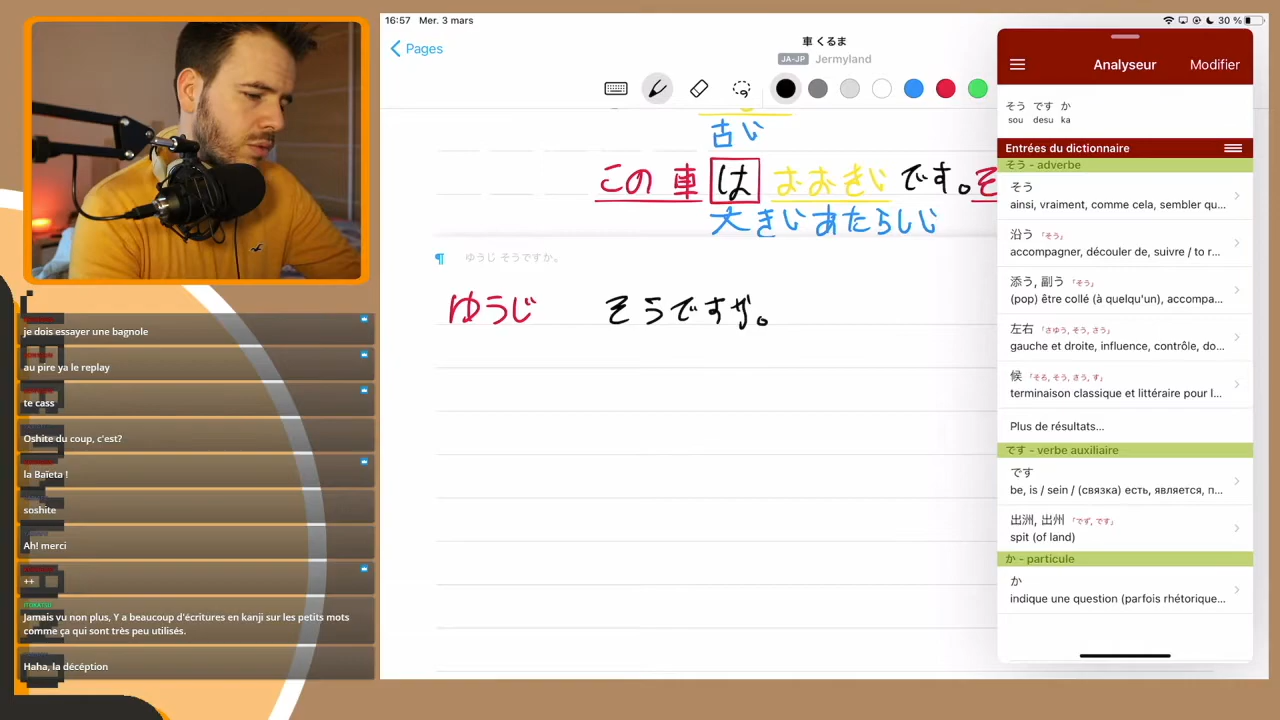 16:57 Mer. 3 mars
30 %
Pages
車 くるま
JA-JP Jermyland
古い
この 車 は おおきい です。そ
大きい あたらしい
ゆうじ そうですか。
ゆうじ そうですか。
Analyseur
Modifier
そう です か
sou desu ka
Entrées du dictionnaire
そう - adverbe
そう
ainsi, vraiment, comme cela, sembler qu...
沿う 「そう」
accompagner, découler de, suivre / to r...
添う, 副う 「そう」
(pop) être collé (à quelqu'un), accompa...
左右 「さゆう, そう, さう」
gauche et droite, influence, contrôle, do...
候 「そろ, そう, さう, す」
terminaison classique et littéraire pour l...
Plus de résultats...
です - verbe auxiliaire
です
be, is / sein / (связка) есть, является, п...
出洲, 出州 「でず, です」
spit (of land)
か - particule
か
indique une question (parfois rhétorique...
je dois essayer une bagnole
au pire ya le replay
te cass
Oshite du coup, c'est?
la Baïeta !
soshite
Ah! merci
++
Jamais vu non plus, Y a beaucoup d'écritures en kanji sur les petits mots
comme ça qui sont très peu utilisés.
Haha, la décéption